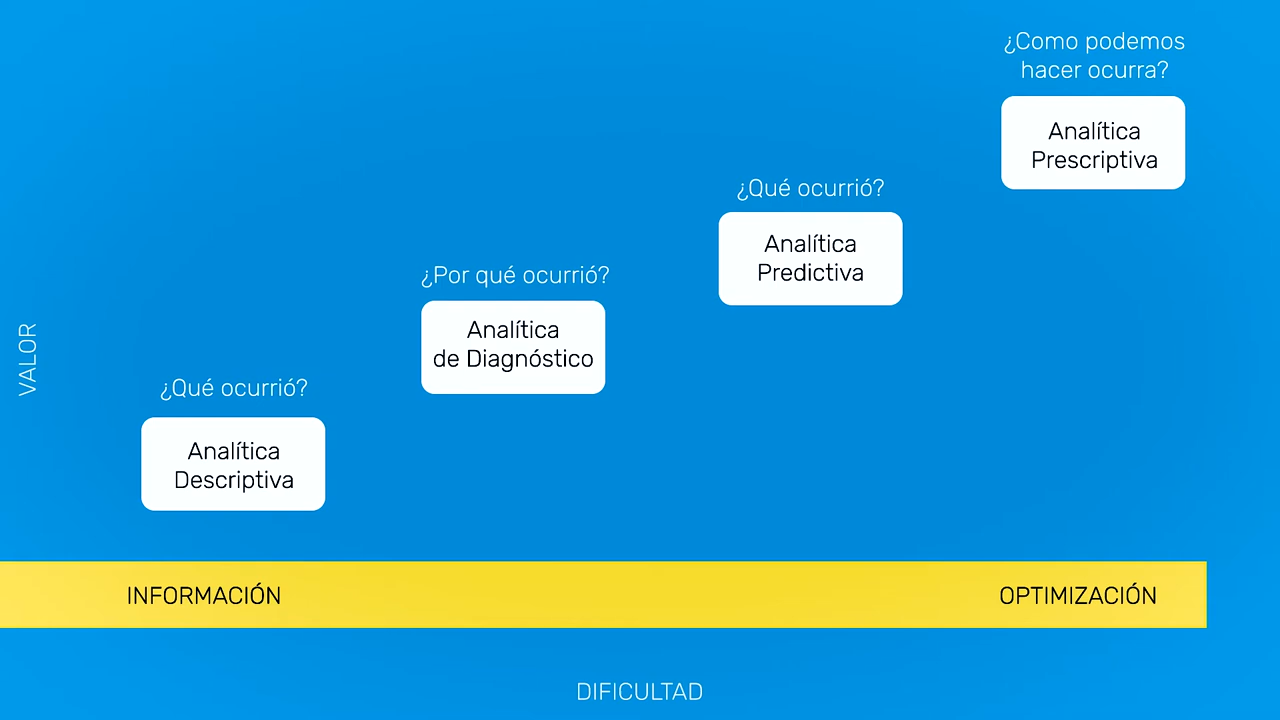 ¿Como podemos
hacer ocurra?
Analítica
Prescriptiva
¿Qué ocurrió?
Analítica
Predictiva
¿Por qué ocurrió?
Analítica
de Diagnóstico
VALOR
¿Qué ocurrió?
Analítica
Descriptiva
INFORMACIÓN
OPTIMIZACIÓN
DIFICULTAD